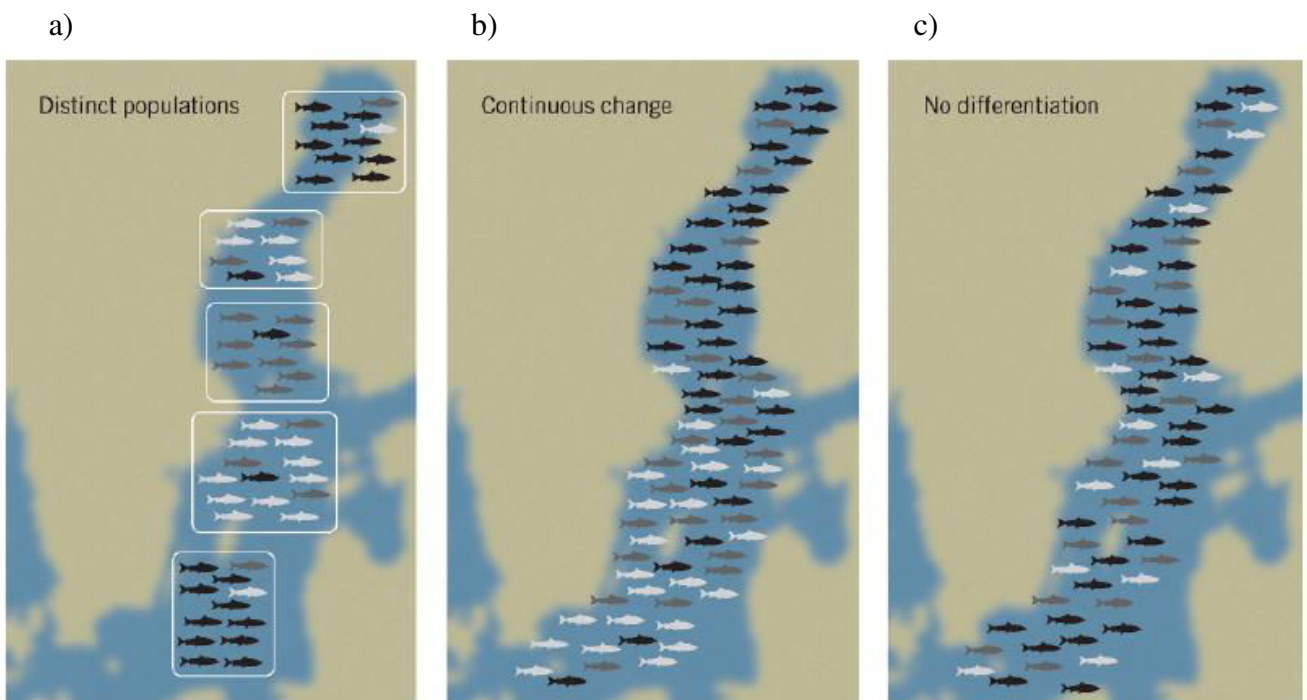 a)
b)
c)
Distinct populations
Continuous change
No differentiation